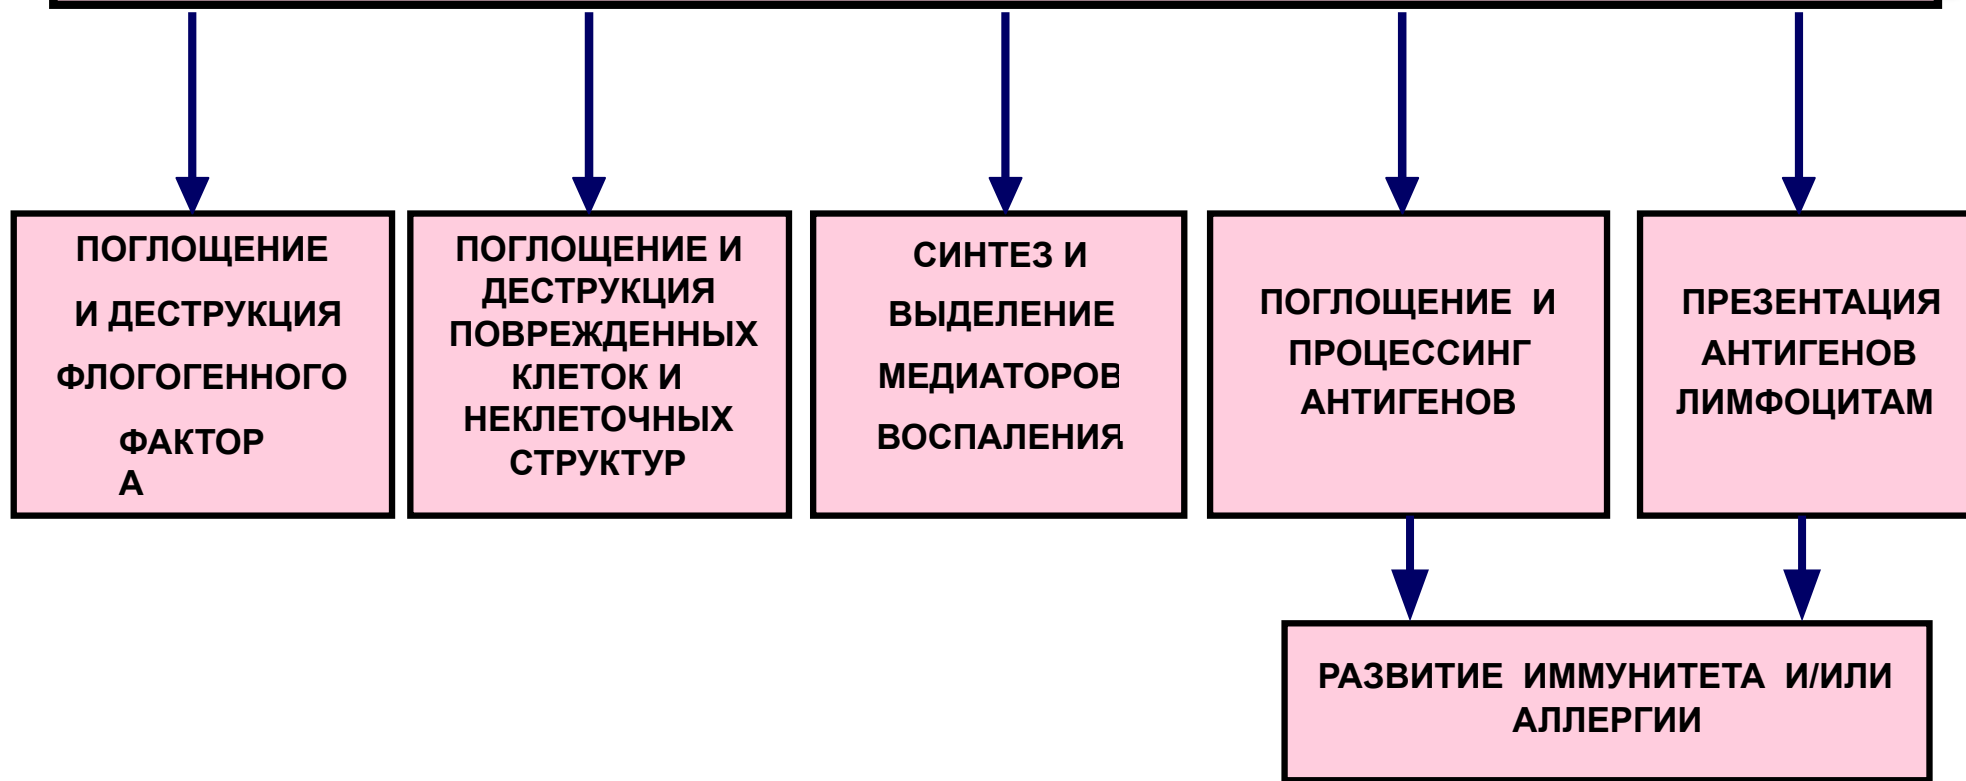 ПОГЛОЩЕНИЕ
И ДЕСТРУКЦИЯ
ФЛОГОГЕННОГО
ФАКТОР
А
ПОГЛОЩЕНИЕ И
ДЕСТРУКЦИЯ
ПОВРЕЖДЕННЫХ
КЛЕТОК И
НЕКЛЕТОЧНЫХ
СТРУКТУР
СИНТЕЗ И
ВЫДЕЛЕНИЕ
МЕДИАТОРОВ
ВОСПАЛЕНИЯ
ПОГЛОЩЕНИЕ И
ПРОЦЕССИНГ
АНТИГЕНОВ
ПРЕЗЕНТАЦИЯ
АНТИГЕНОВ
ЛИМФОЦИТАМ
РАЗВИТИЕ ИММУНИТЕТА И/ИЛИ
АЛЛЕРГИИ